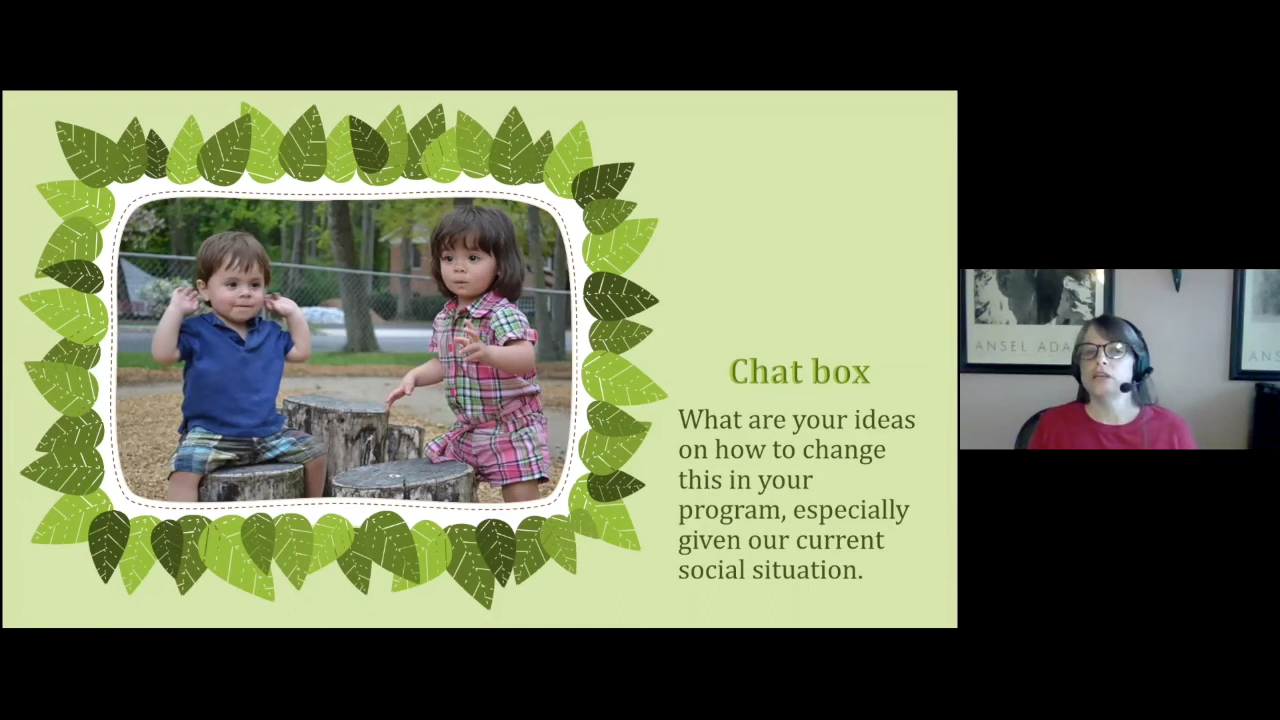 Chat box
What are your ideas
on how to change
this in your
program, especially
given our current
social situation.
ANSEL ADA
ANS